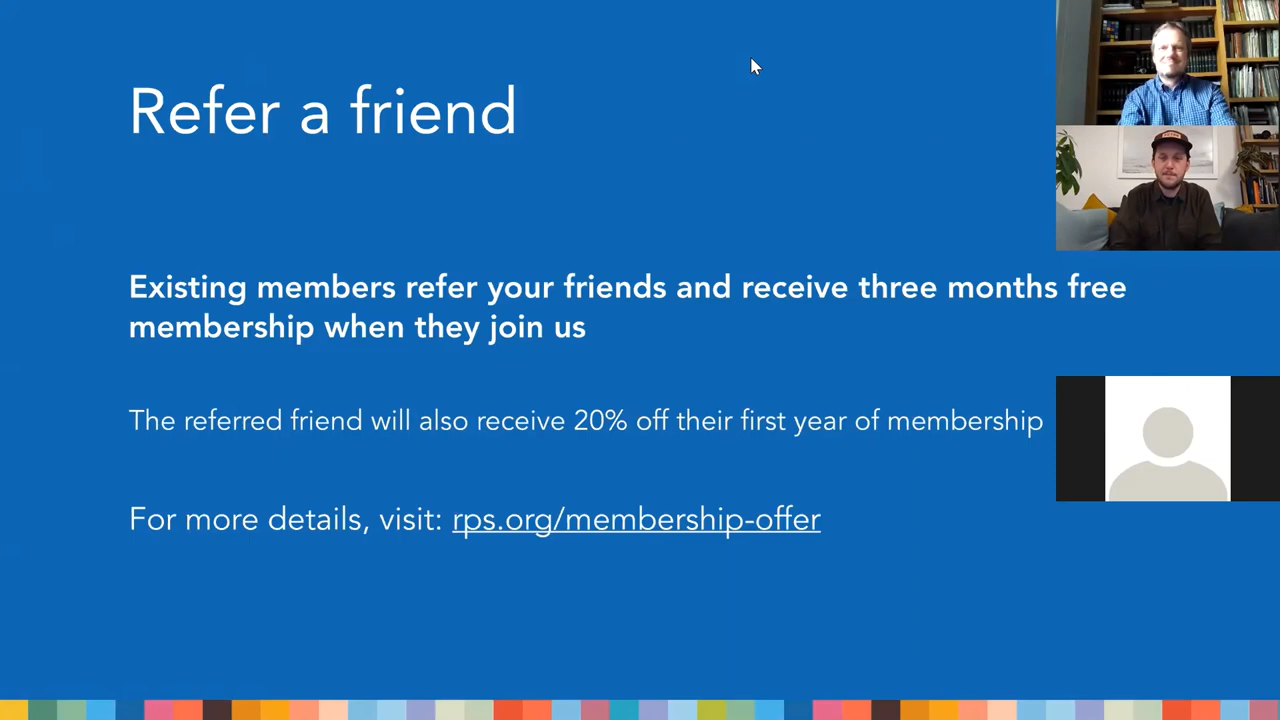 Refer a friend
Existing members refer your friends and receive three months free
membership when they join us
The referred friend will also receive 20% off their first year of membership
For more details, visit: rps.org/membership-offer